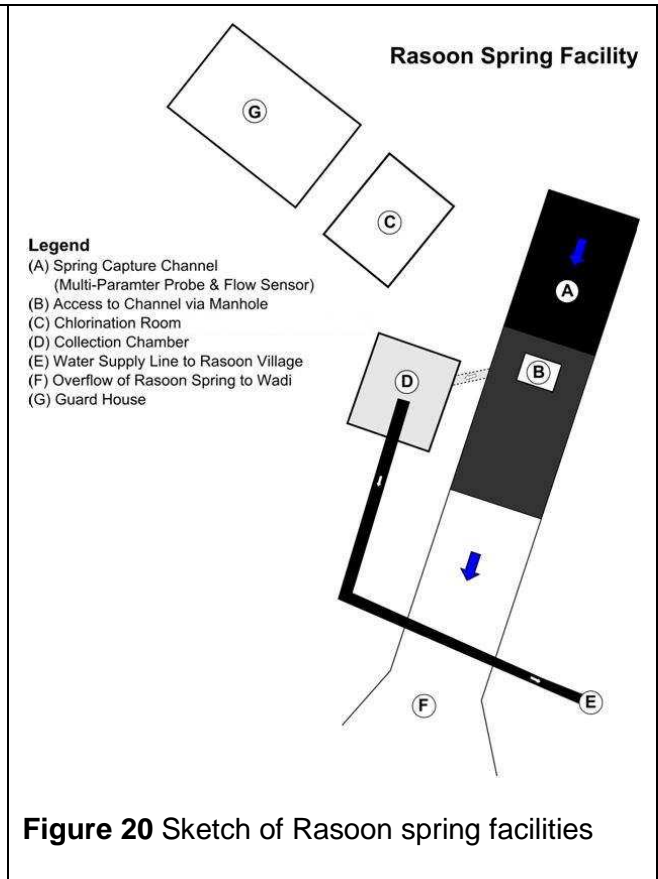 Rasoon Spring Facility
G
C
Legend
(A) Spring Capture Channel
(Multi-Paramter Probe & Flow Sensor)
(B) Access to Channel via Manhole
(C) Chlorination Room
(D) Collection Chamber
(E) Water Supply Line to Rasoon Village
(F) Overflow of Rasoon Spring to Wadi
(G) Guard House
A
B
D
E
F
Figure 20 Sketch of Rasoon spring facilities